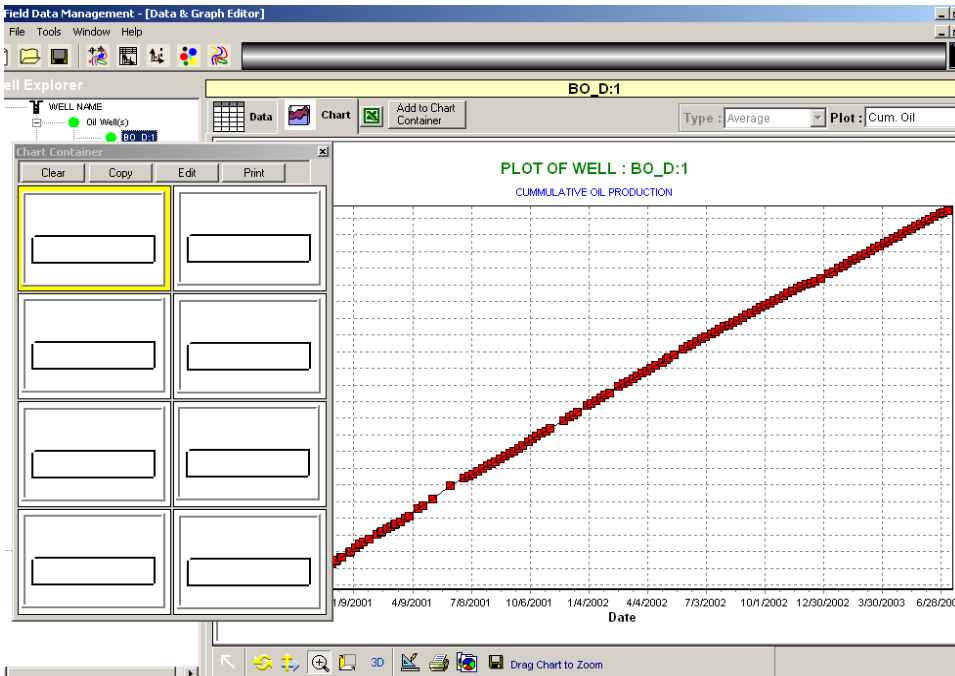 Field Data Management - [Data & Graph Editor]
File Tools Window Help
ell Explorer
BO_D:1
WELL NAME
Oil Well(s)
BO_D:1
Data
Chart
Add to Chart
Container
Type : Average
Plot : Cum. Oil
Chart Container
Clear Copy Edit Print
PLOT OF WELL : BO_D:1
CUMMULATIVE OIL PRODUCTION
1/9/2001 4/9/2001 7/8/2001 10/6/2001 1/4/2002 4/4/2002 7/3/2002 10/1/2002 12/30/2002 3/30/2003 6/28/200
Date
3D
Drag Chart to Zoom